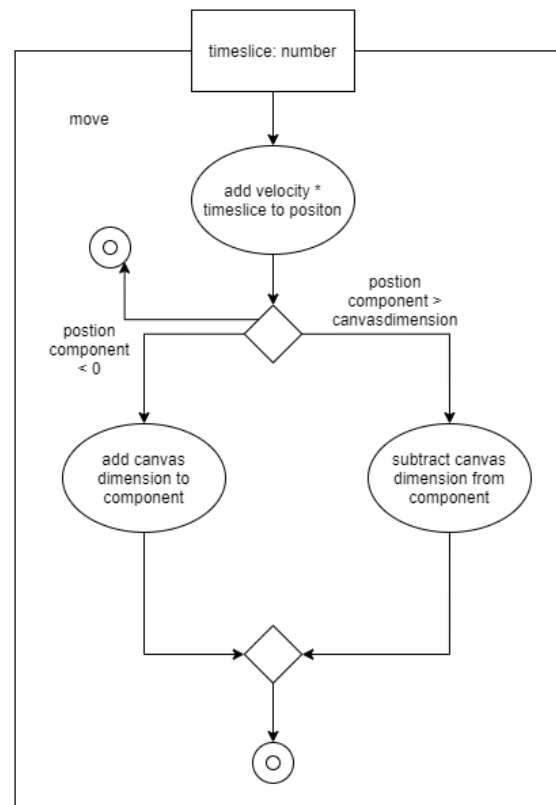 timeslice: number
move
add velocity *
timeslice to positon
postion
component >
canvasdimension
postion
component
< 0
add canvas
dimension to
component
subtract canvas
dimension from
component